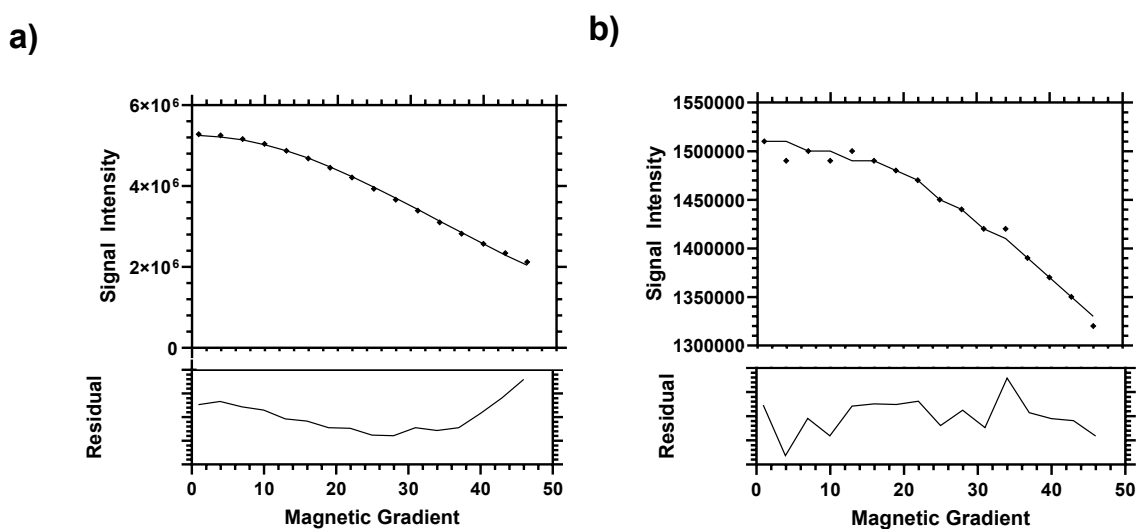 a)
6×10⁶
4×10⁶
2×10⁶
0
Signal Intensity
Residual
0 10 20 30 40 50
Magnetic Gradient
b)
1550000
1500000
1450000
1400000
1350000
1300000
Signal Intensity
Residual
0 10 20 30 40 50
Magnetic Gradient